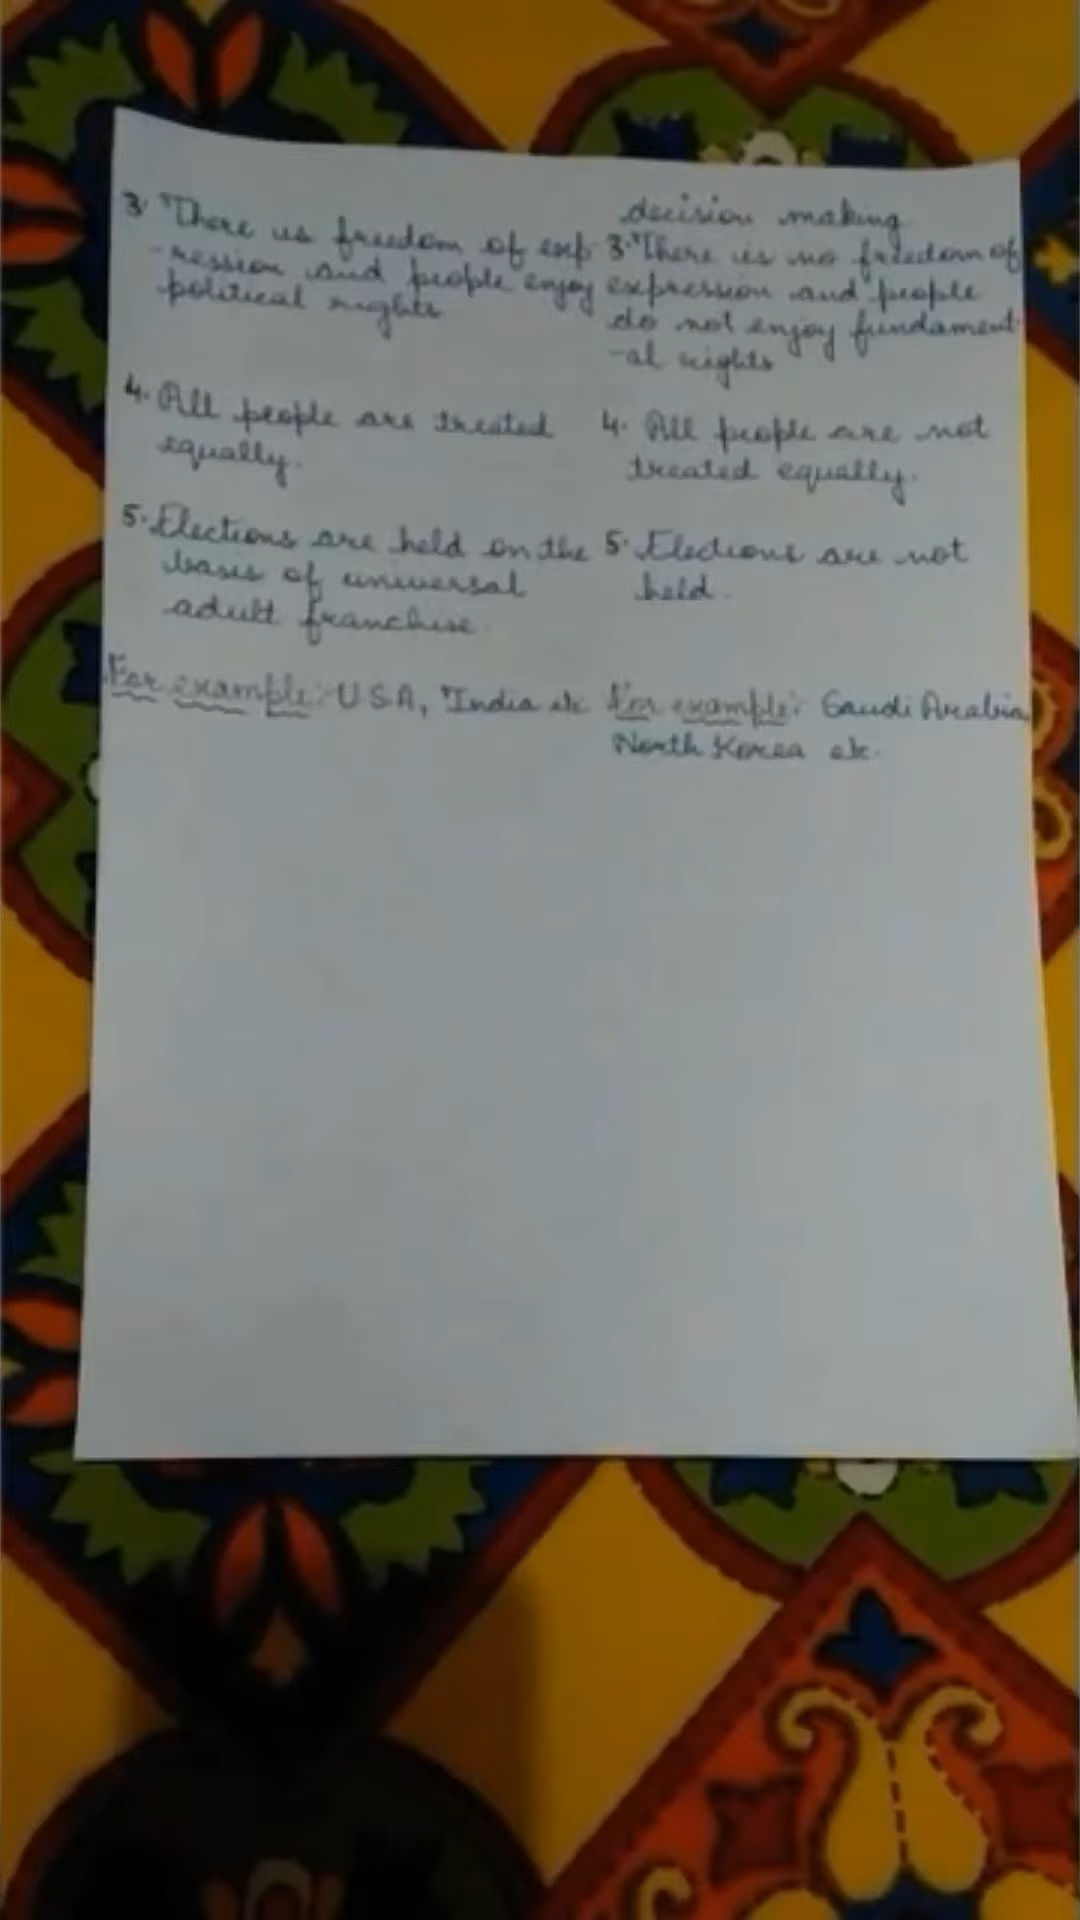 decision making
3. There is freedom of exp
-ression and people enjoy
political rights
3. There is no freedom of
expression and people
do not enjoy fundament-
-al rights
4. All people are treated
equally.
4. All people are not
treated equally.
5. Elections are held on the
basis of universal
adult franchise.
5. Elections are not
held.
For example:- USA, India etc
For example: Saudi Arabia,
North Korea etc.